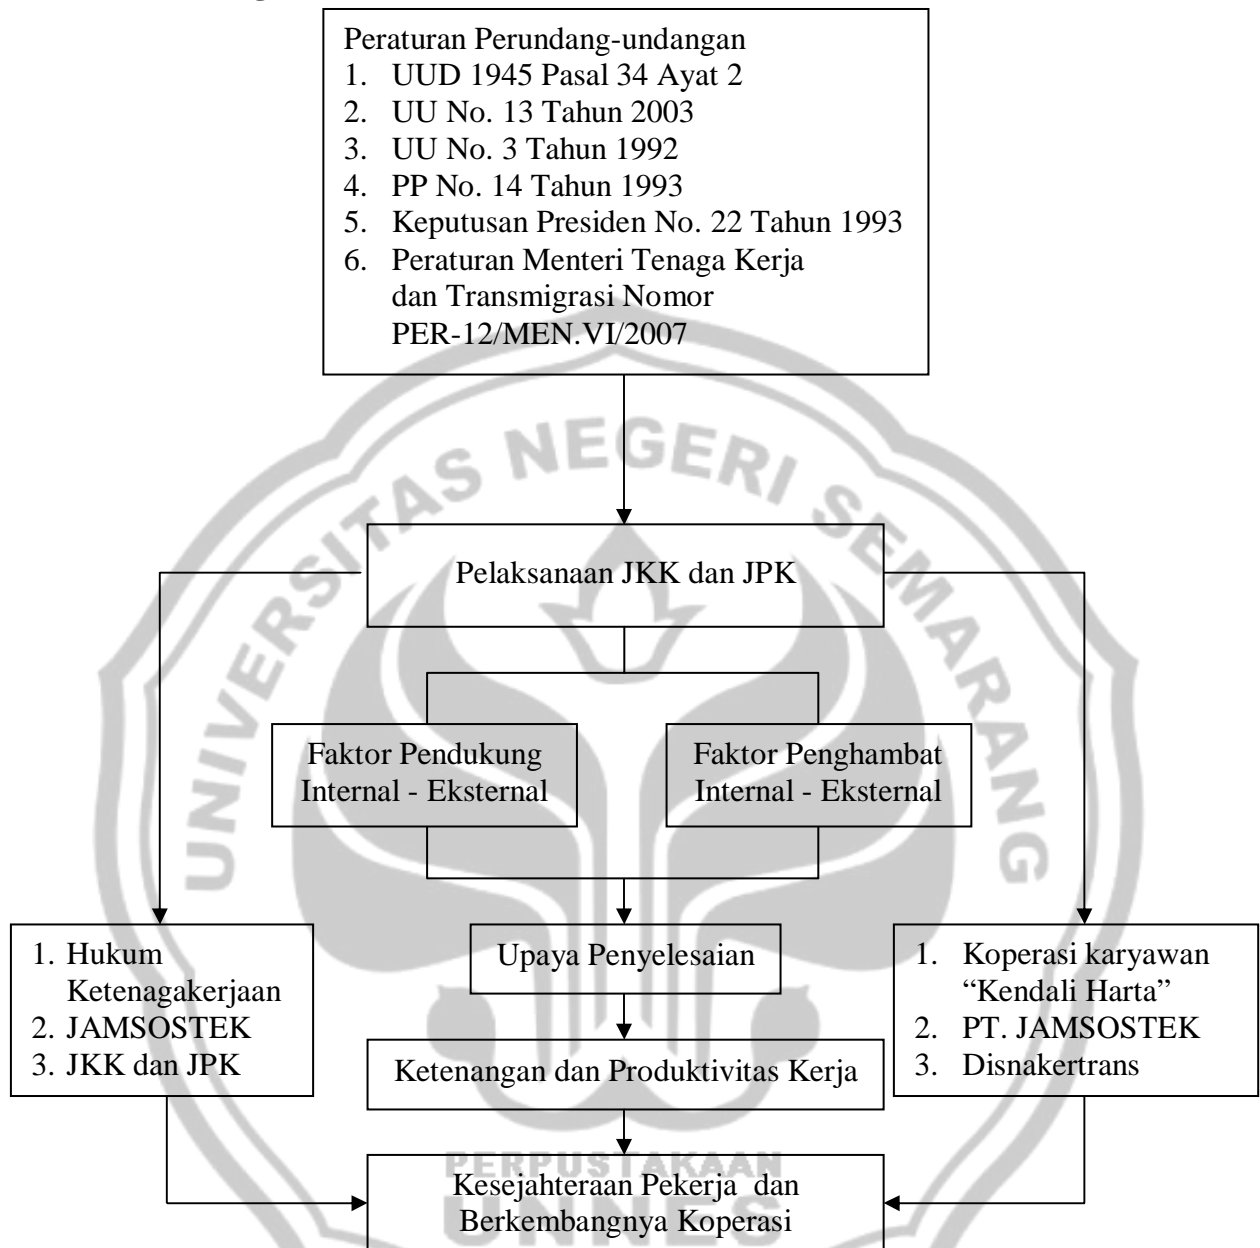 Peraturan Perundang-undangan
1. UUD 1945 Pasal 34 Ayat 2
2. UU No. 13 Tahun 2003
3. UU No. 3 Tahun 1992
4. PP No. 14 Tahun 1993
5. Keputusan Presiden No. 22 Tahun 1993
6. Peraturan Menteri Tenaga Kerja
dan Transmigrasi Nomor
PER-12/MEN.VI/2007
UNIVERSITAS NEGERI SEMARANG
Pelaksanaan JKK dan JPK
Faktor Pendukung
Internal - Eksternal
Faktor Penghambat
Internal - Eksternal
1. Hukum
Ketenagakerjaan
2. JAMSOSTEK
3. JKK dan JPK
Upaya Penyelesaian
1. Koperasi karyawan
“Kendali Harta”
2. PT. JAMSOSTEK
3. Disnakertrans
Ketenangan dan Produktivitas Kerja
PERPUSTAKAAN
UNNES
Kesejahteraan Pekerja dan
Berkembangnya Koperasi